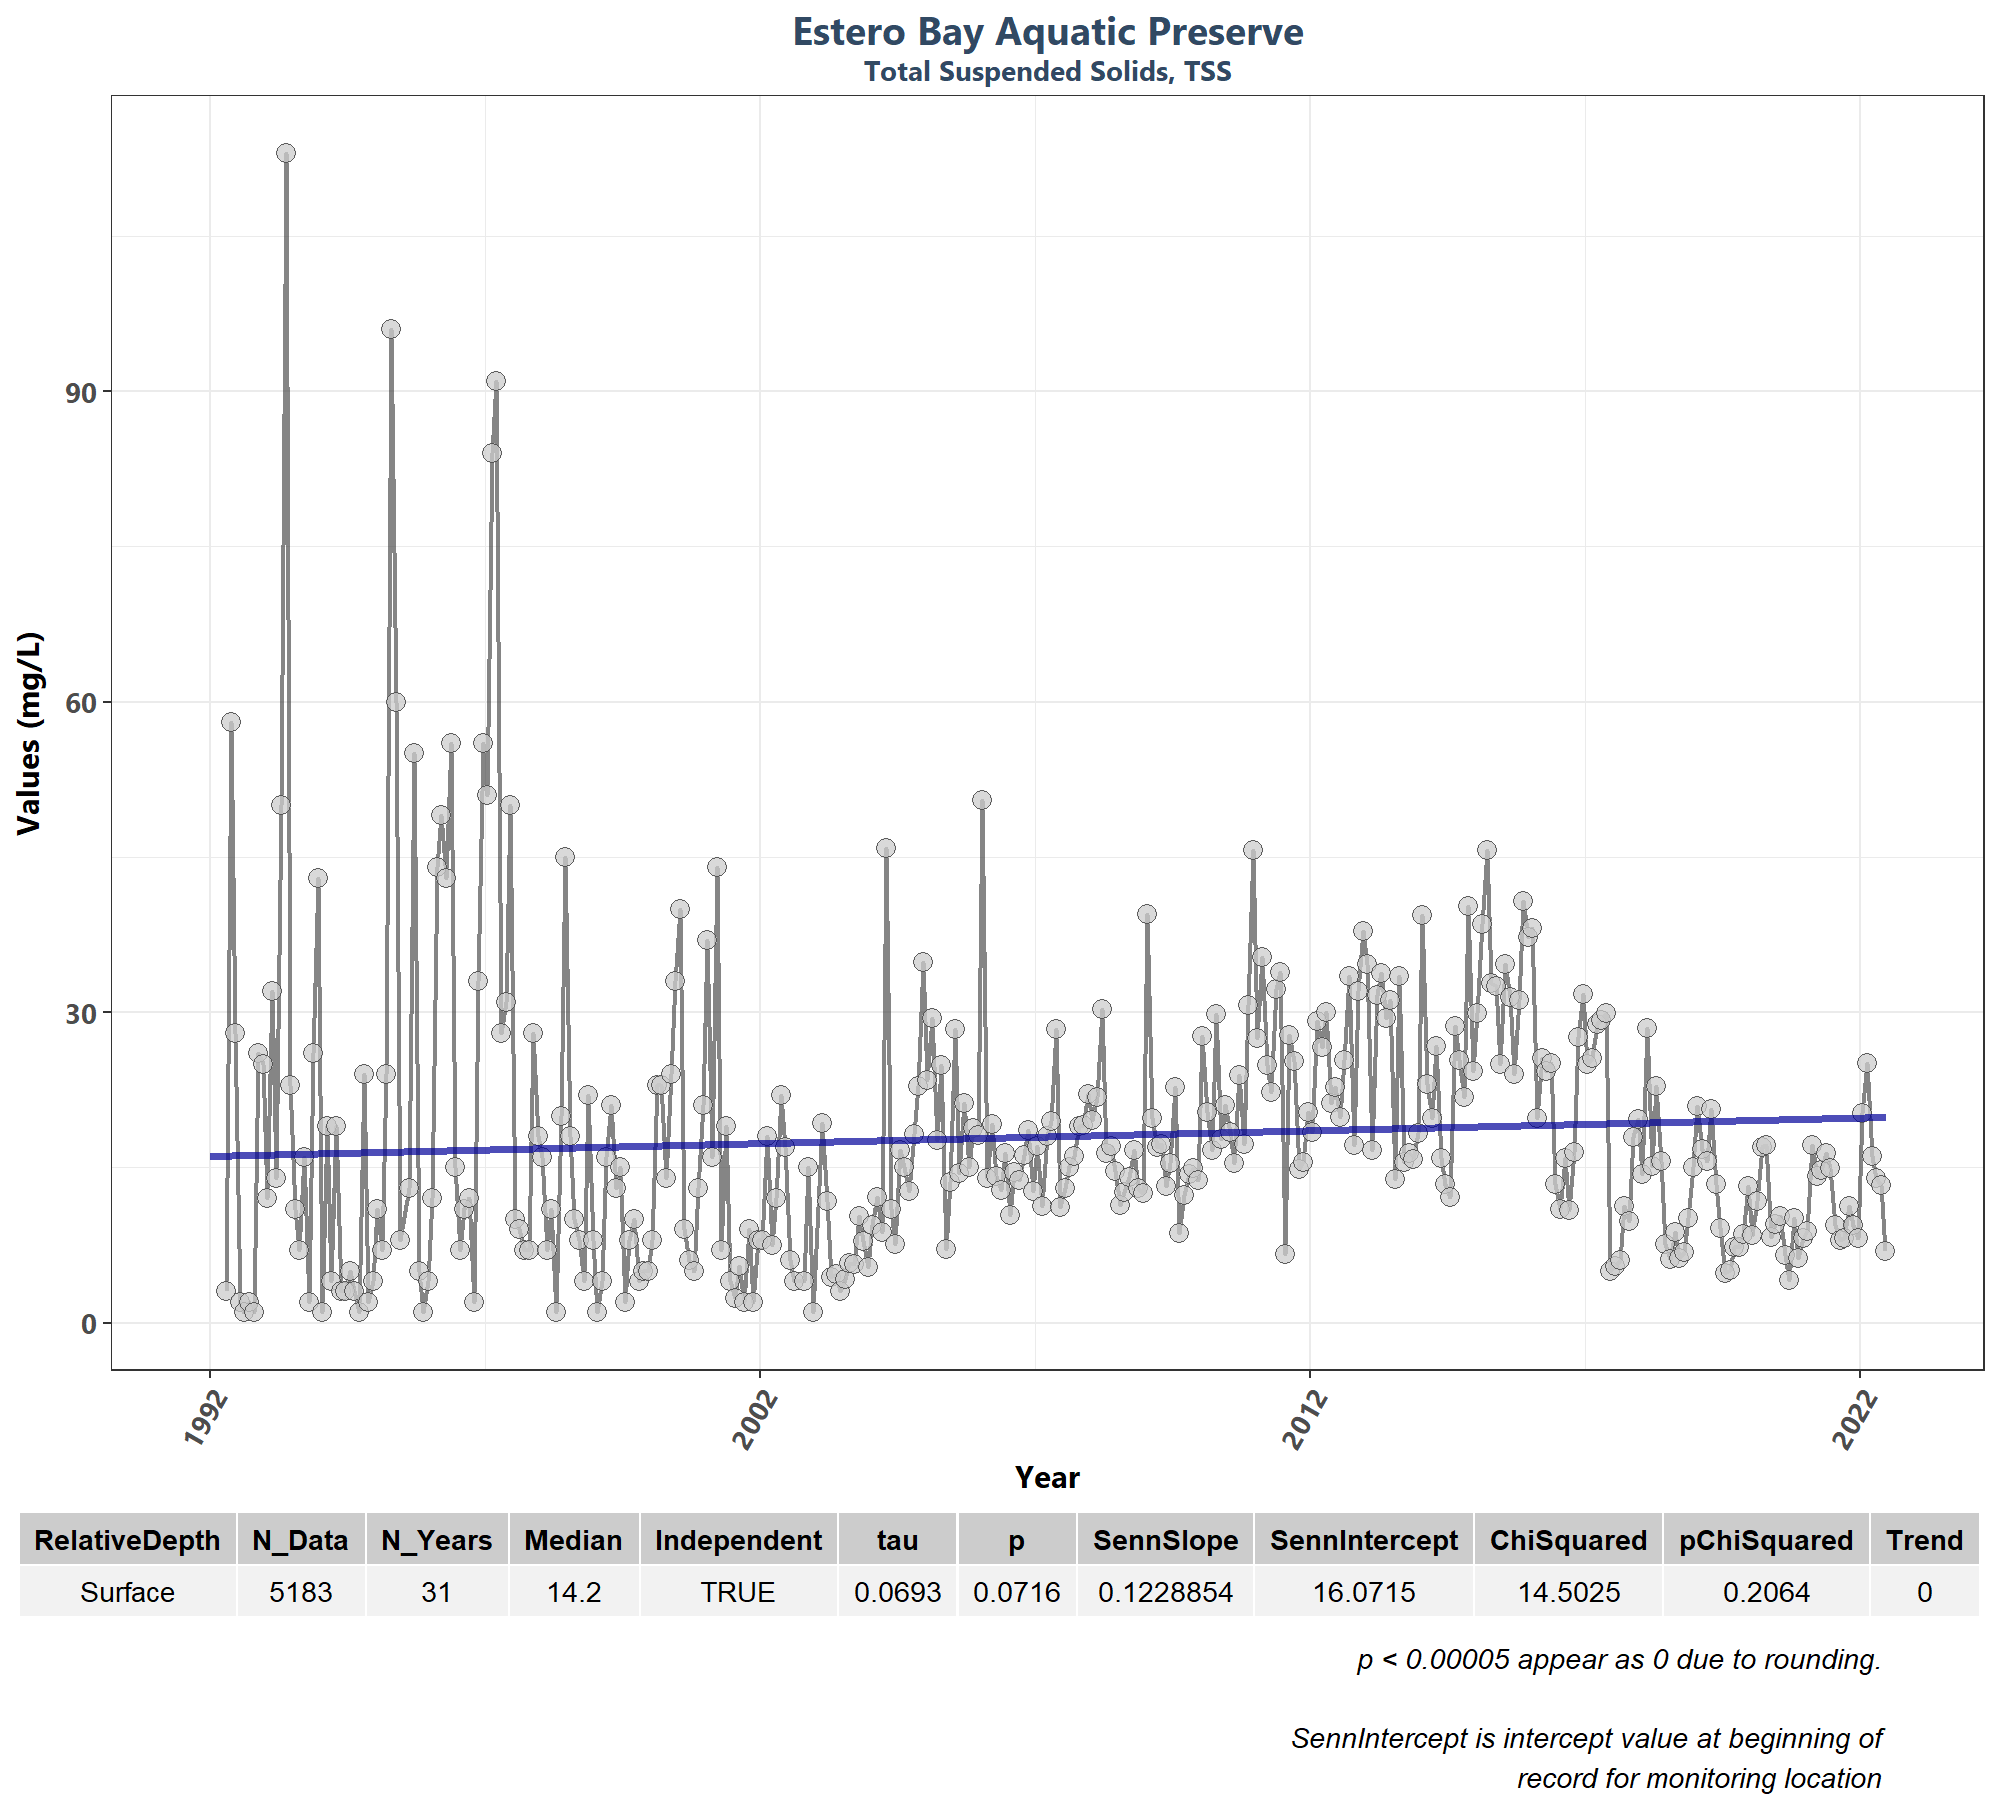 Estero Bay Aquatic Preserve
Total Suspended Solids, TSS
Values (mg/L)
90
60
30
0
1992 2002 2012 2022
Year
RelativeDepth N_Data N_Years Median Independent tau p SennSlope SennIntercept ChiSquared pChiSquared Trend
Surface 5183 31 14.2 TRUE 0.0693 0.0716 0.1228854 16.0715 14.5025 0.2064 0
p < 0.00005 appear as 0 due to rounding.
SennIntercept is intercept value at beginning of
record for monitoring location